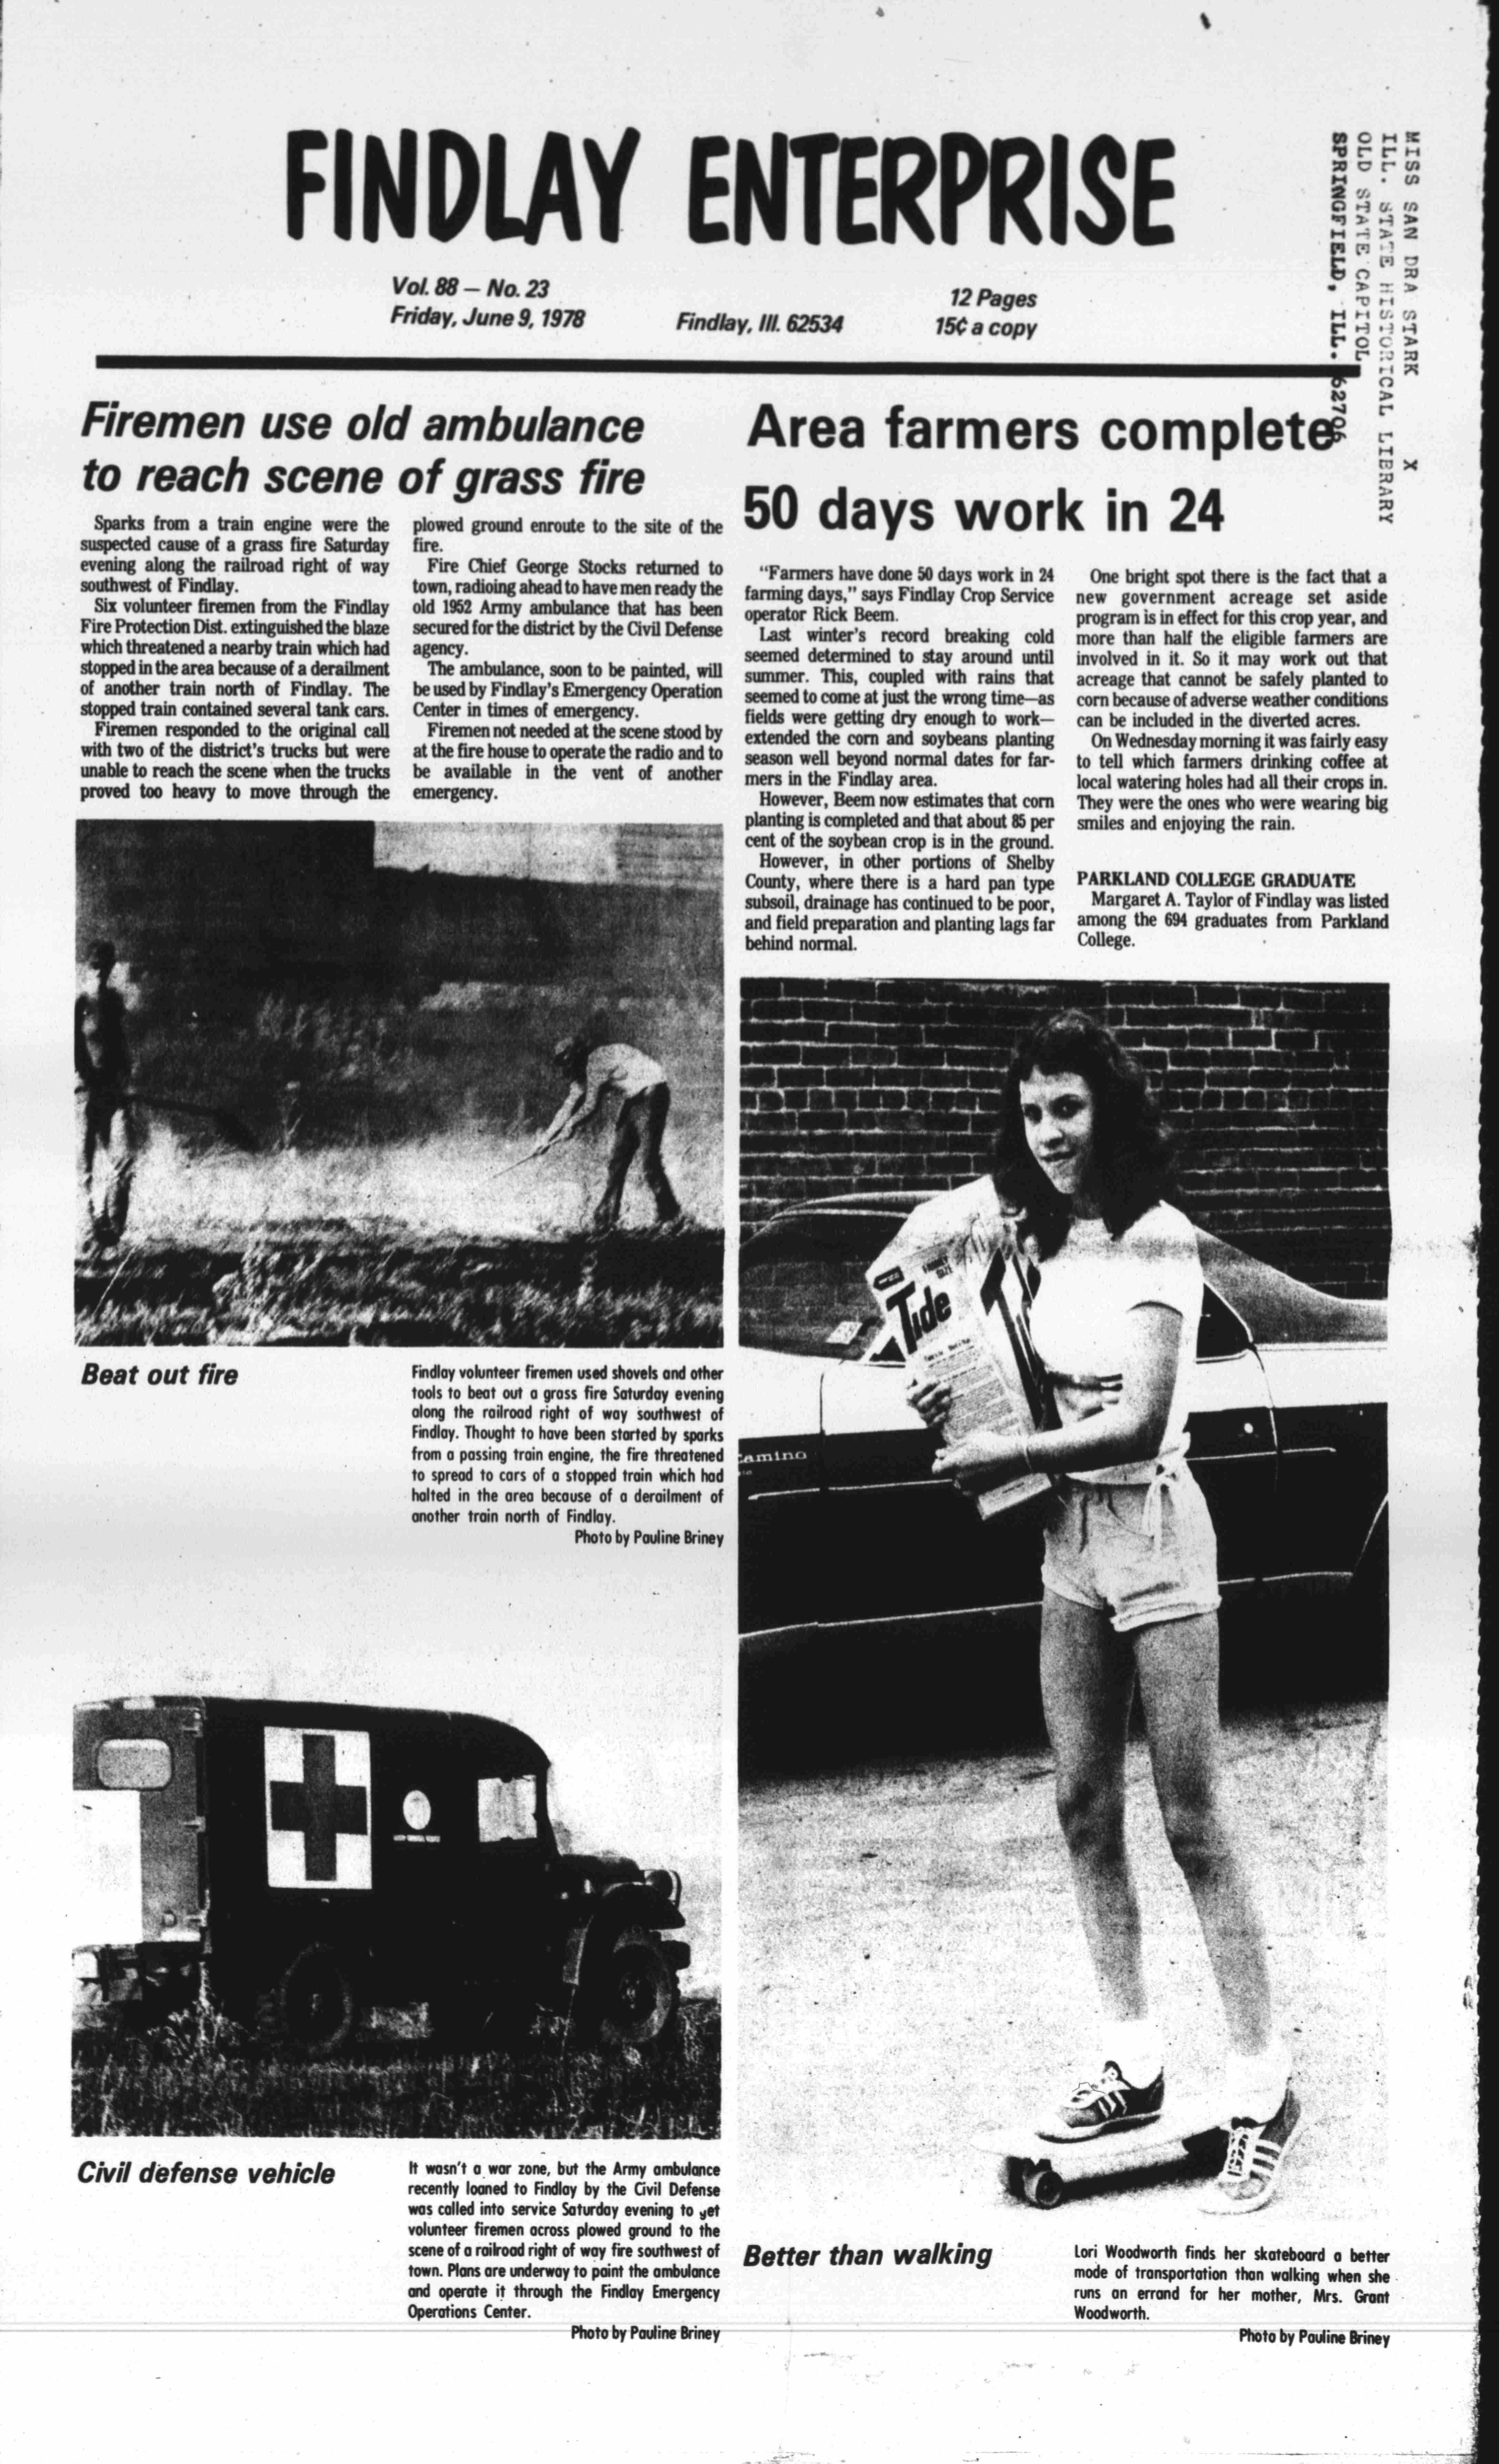 FINDLAY ENTERPRISE
Vol. 88 — No. 23
Friday, June 9, 1978
Findlay, Ill. 62534
12 Pages
15¢ a copy
MISS SAN DRA STARK X
ILL. STATE HISTORICAL LIBRARY
OLD STATE CAPITOL
SPRINGFIELD, ILL. 62706
Firemen use old ambulance
to reach scene of grass fire
Sparks from a train engine were the
suspected cause of a grass fire Saturday
evening along the railroad right of way
southwest of Findlay.
Six volunteer firemen from the Findlay
Fire Protection Dist. extinguished the blaze
which threatened a nearby train which had
stopped in the area because of a derailment
of another train north of Findlay. The
stopped train contained several tank cars.
Firemen responded to the original call
with two of the district's trucks but were
unable to reach the scene when the trucks
proved too heavy to move through the
plowed ground enroute to the site of the
fire.
Fire Chief George Stocks returned to
town, radioing ahead to have men ready the
old 1952 Army ambulance that has been
secured for the district by the Civil Defense
agency.
The ambulance, soon to be painted, will
be used by Findlay's Emergency Operation
Center in times of emergency.
Firemen not needed at the scene stood by
at the fire house to operate the radio and to
be available in the vent of another
emergency.
Area farmers complete
50 days work in 24
"Farmers have done 50 days work in 24
farming days," says Findlay Crop Service
operator Rick Beem.
Last winter's record breaking cold
seemed determined to stay around until
summer. This, coupled with rains that
seemed to come at just the wrong time—as
fields were getting dry enough to work—
extended the corn and soybeans planting
season well beyond normal dates for far-
mers in the Findlay area.
However, Beem now estimates that corn
planting is completed and that about 85 per
cent of the soybean crop is in the ground.
However, in other portions of Shelby
County, where there is a hard pan type
subsoil, drainage has continued to be poor,
and field preparation and planting lags far
behind normal.
One bright spot there is the fact that a
new government acreage set aside
program is in effect for this crop year, and
more than half the eligible farmers are
involved in it. So it may work out that
acreage that cannot be safely planted to
corn because of adverse weather conditions
can be included in the diverted acres.
On Wednesday morning it was fairly easy
to tell which farmers drinking coffee at
local watering holes had all their crops in.
They were the ones who were wearing big
smiles and enjoying the rain.
PARKLAND COLLEGE GRADUATE
Margaret A. Taylor of Findlay was listed
among the 694 graduates from Parkland
College.
Beat out fire
Findlay volunteer firemen used shovels and other
tools to beat out a grass fire Saturday evening
along the railroad right of way southwest of
Findlay. Thought to have been started by sparks
from a passing train engine, the fire threatened
to spread to cars of a stopped train which had
halted in the area because of a derailment of
another train north of Findlay.
Photo by Pauline Briney
Tide
amino
Civil defense vehicle
It wasn't a war zone, but the Army ambulance
recently loaned to Findlay by the Civil Defense
was called into service Saturday evening to get
volunteer firemen across plowed ground to the
scene of a railroad right of way fire southwest of
town. Plans are underway to paint the ambulance
and operate it through the Findlay Emergency
Operations Center.
Photo by Pauline Briney
Better than walking
Lori Woodworth finds her skateboard a better
mode of transportation than walking when she
runs an errand for her mother, Mrs. Grant
Woodworth.
Photo by Pauline Briney